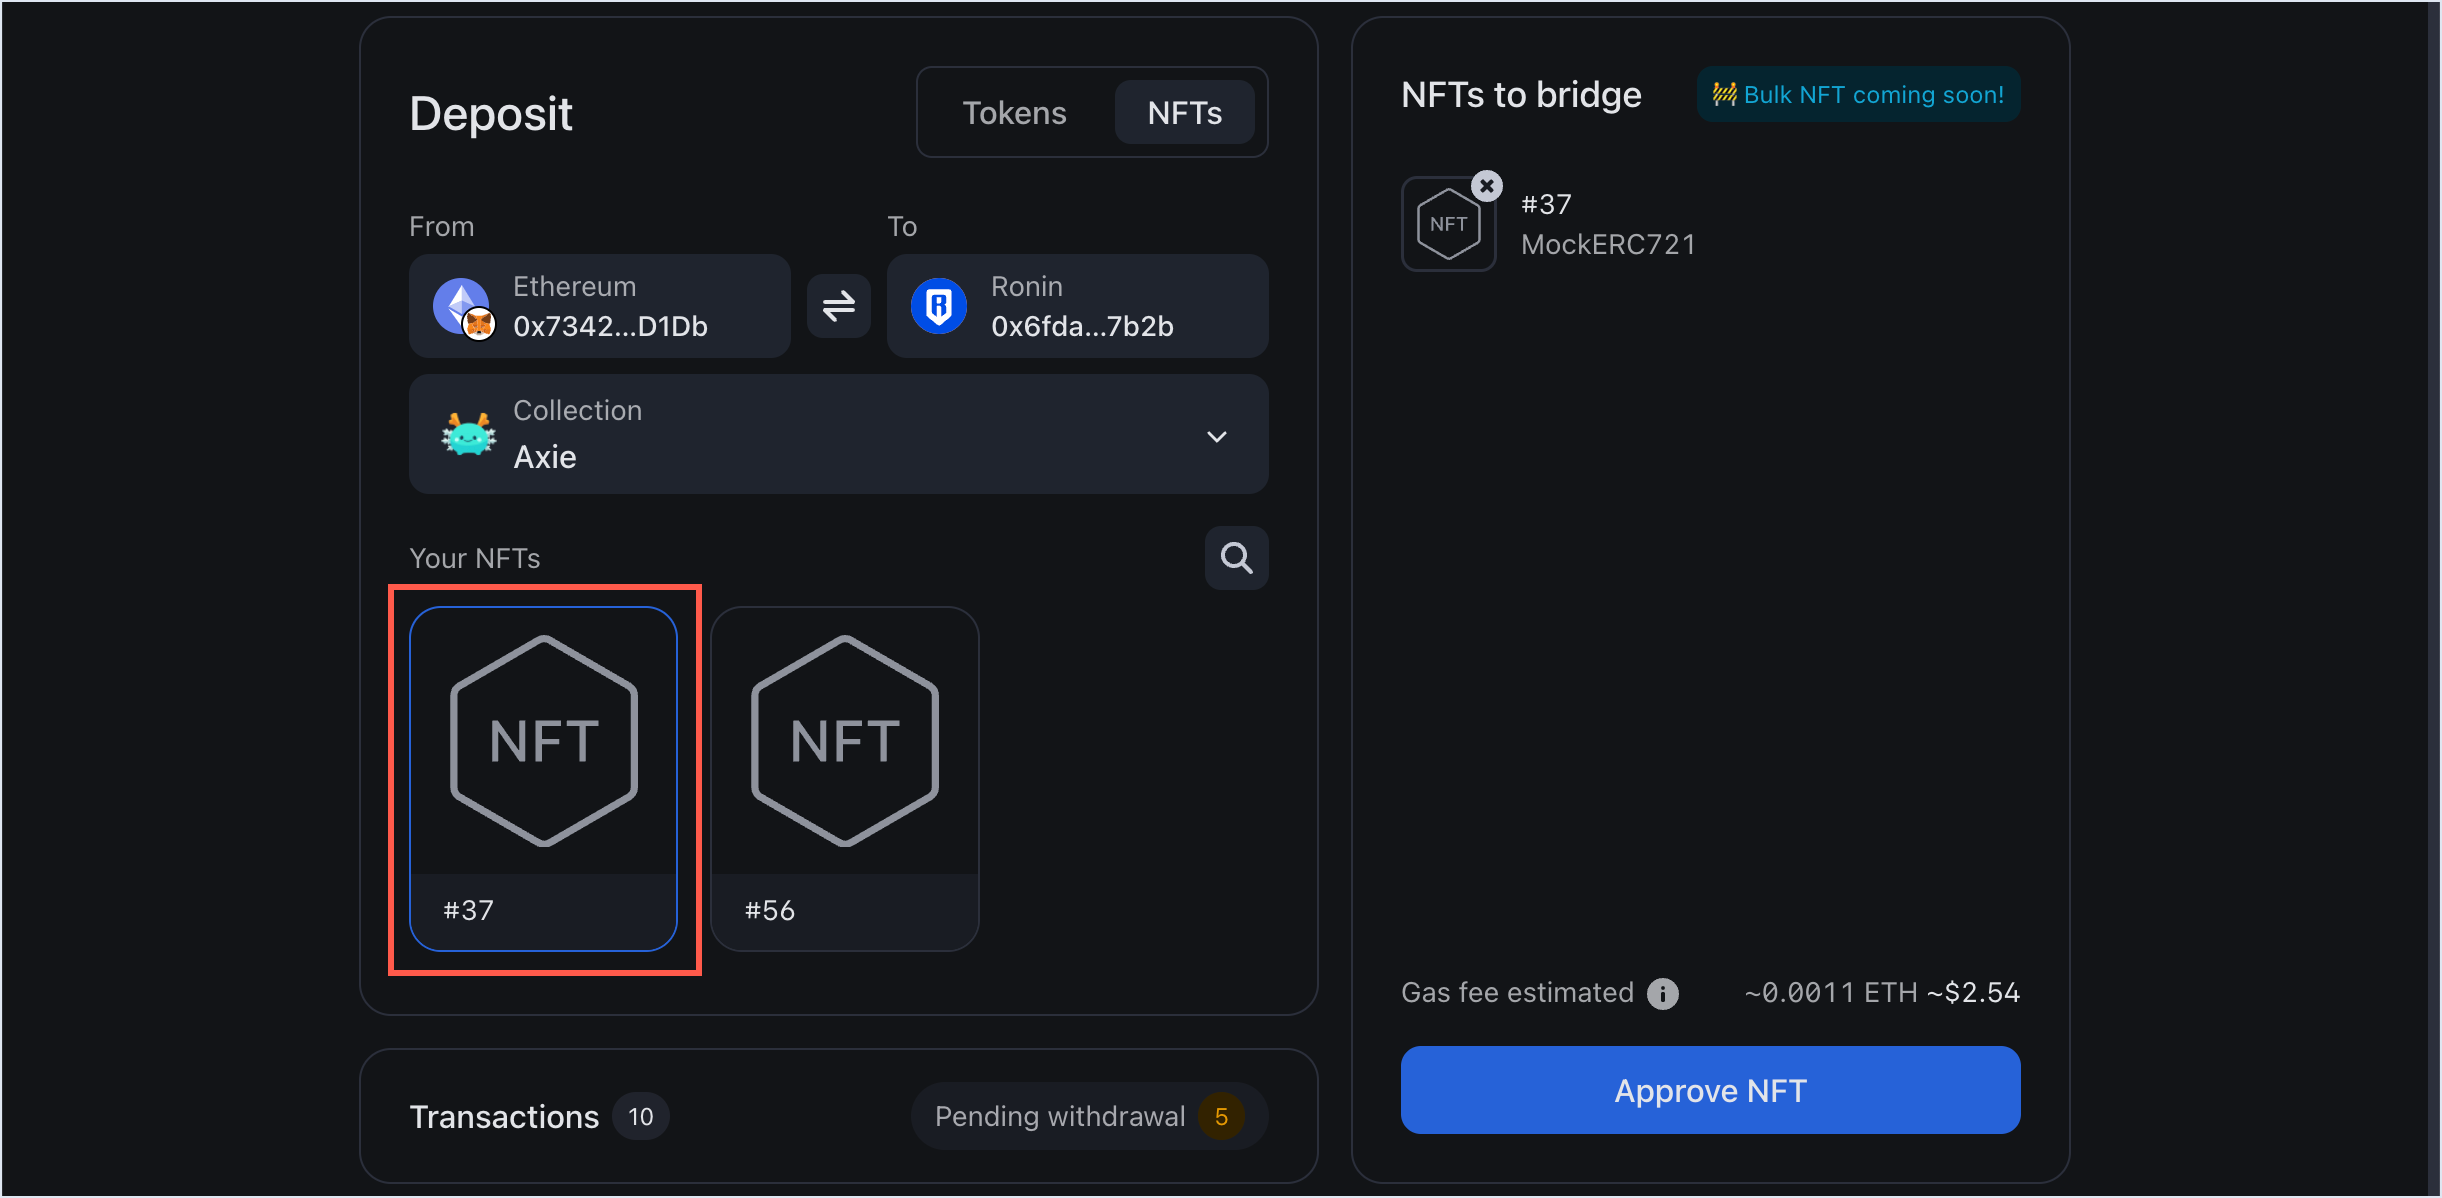 Deposit
Tokens
NFTs
From
Ethereum
0x7342...D1Db
To
Ronin
0x6fda...7b2b
Collection
Axie
Your NFTs
NFT
#37
NFT
#56
Transactions 10
Pending withdrawal 5
NFTs to bridge
🚧 Bulk NFT coming soon!
NFT
#37
MockERC721
Gas fee estimated
~0.0011 ETH ~$2.54
Approve NFT